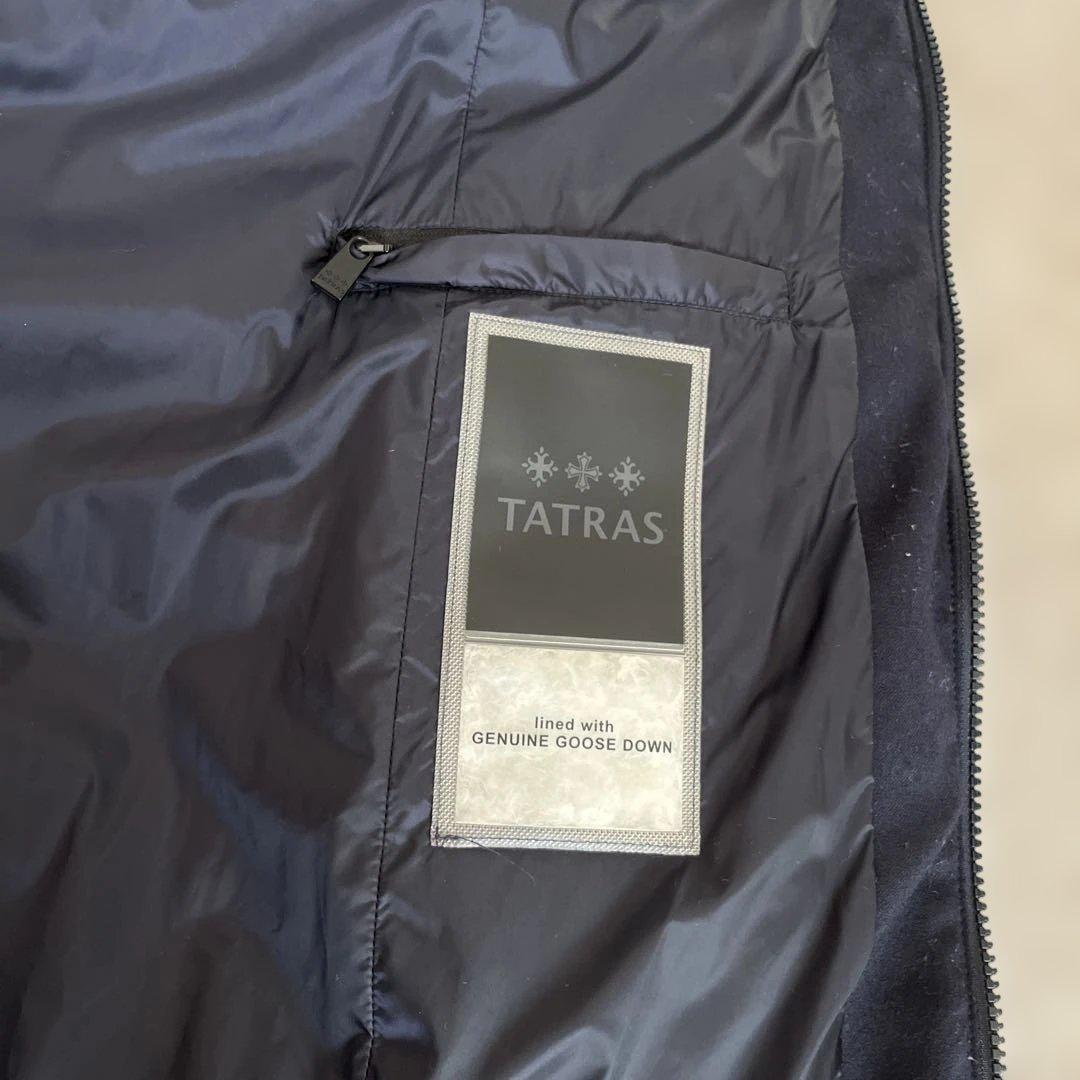 TATRAS
lined with
GENUINE GOOSE DOWN